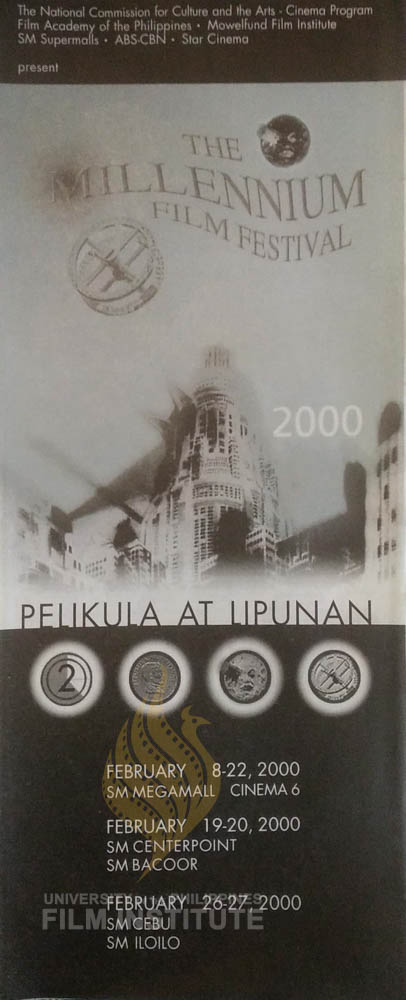 The National Commission for Culture and the Arts - Cinema Program
Film Academy of the Philippines • Mowelfund Film Institute
SM Supermalls • ABS-CBN • Star Cinema
present
THE
MILLENNIUM
FILM FESTIVAL
2000
PELIKULA AT LIPUNAN
2
FEBRUARY 8-22, 2000
SM MEGAMALL CINEMA 6
FEBRUARY 19-20, 2000
SM CENTERPOINT
SM BACOOR
FEBRUARY 26-27, 2000
SM CEBU
SM ILOILO
UNIVERSITY PHILIPPINES
FILM INSTITUTE